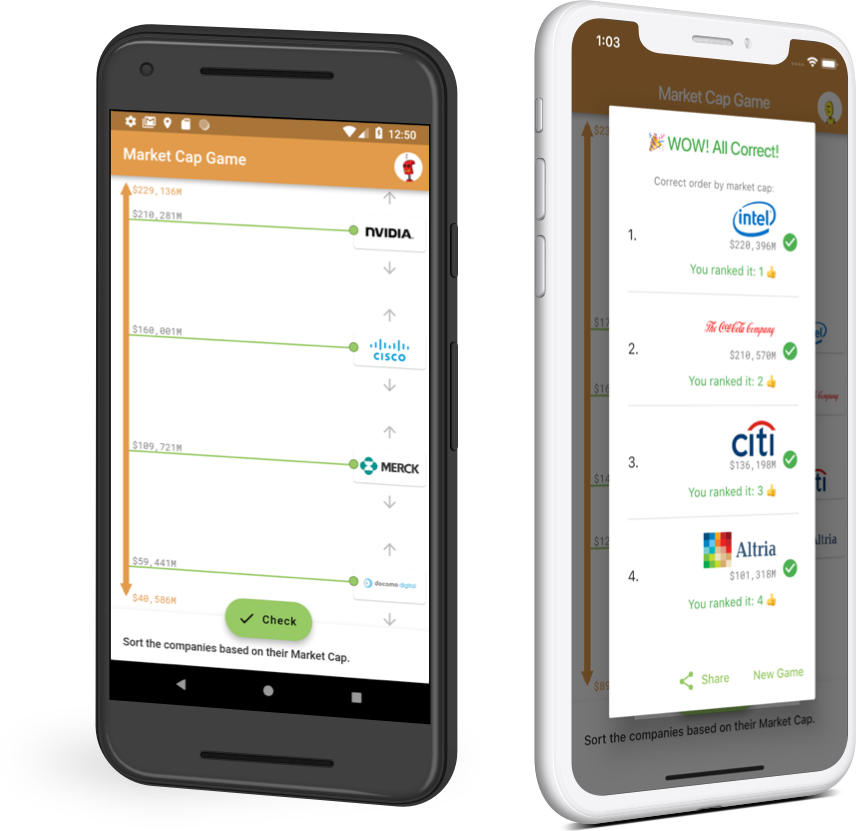 12:50
Market Cap Game
$229,136M
$210,281M
NVIDIA.
$160,001M
CISCO
$109,721M
MERCK
$59,441M
docomo digital
$40,586M
Check
Sort the companies based on their Market Cap.
1:03
Market Cap Game
WOW! All Correct!
Correct order by market cap:
1.
intel
$220,396M
You ranked it: 1
2.
The Coca-Cola Company
$210,570M
You ranked it: 2
3.
citi
$136,198M
You ranked it: 3
4.
Altria
$101,318M
You ranked it: 4
Share
New Game
Sort the companies based on their Market Cap.